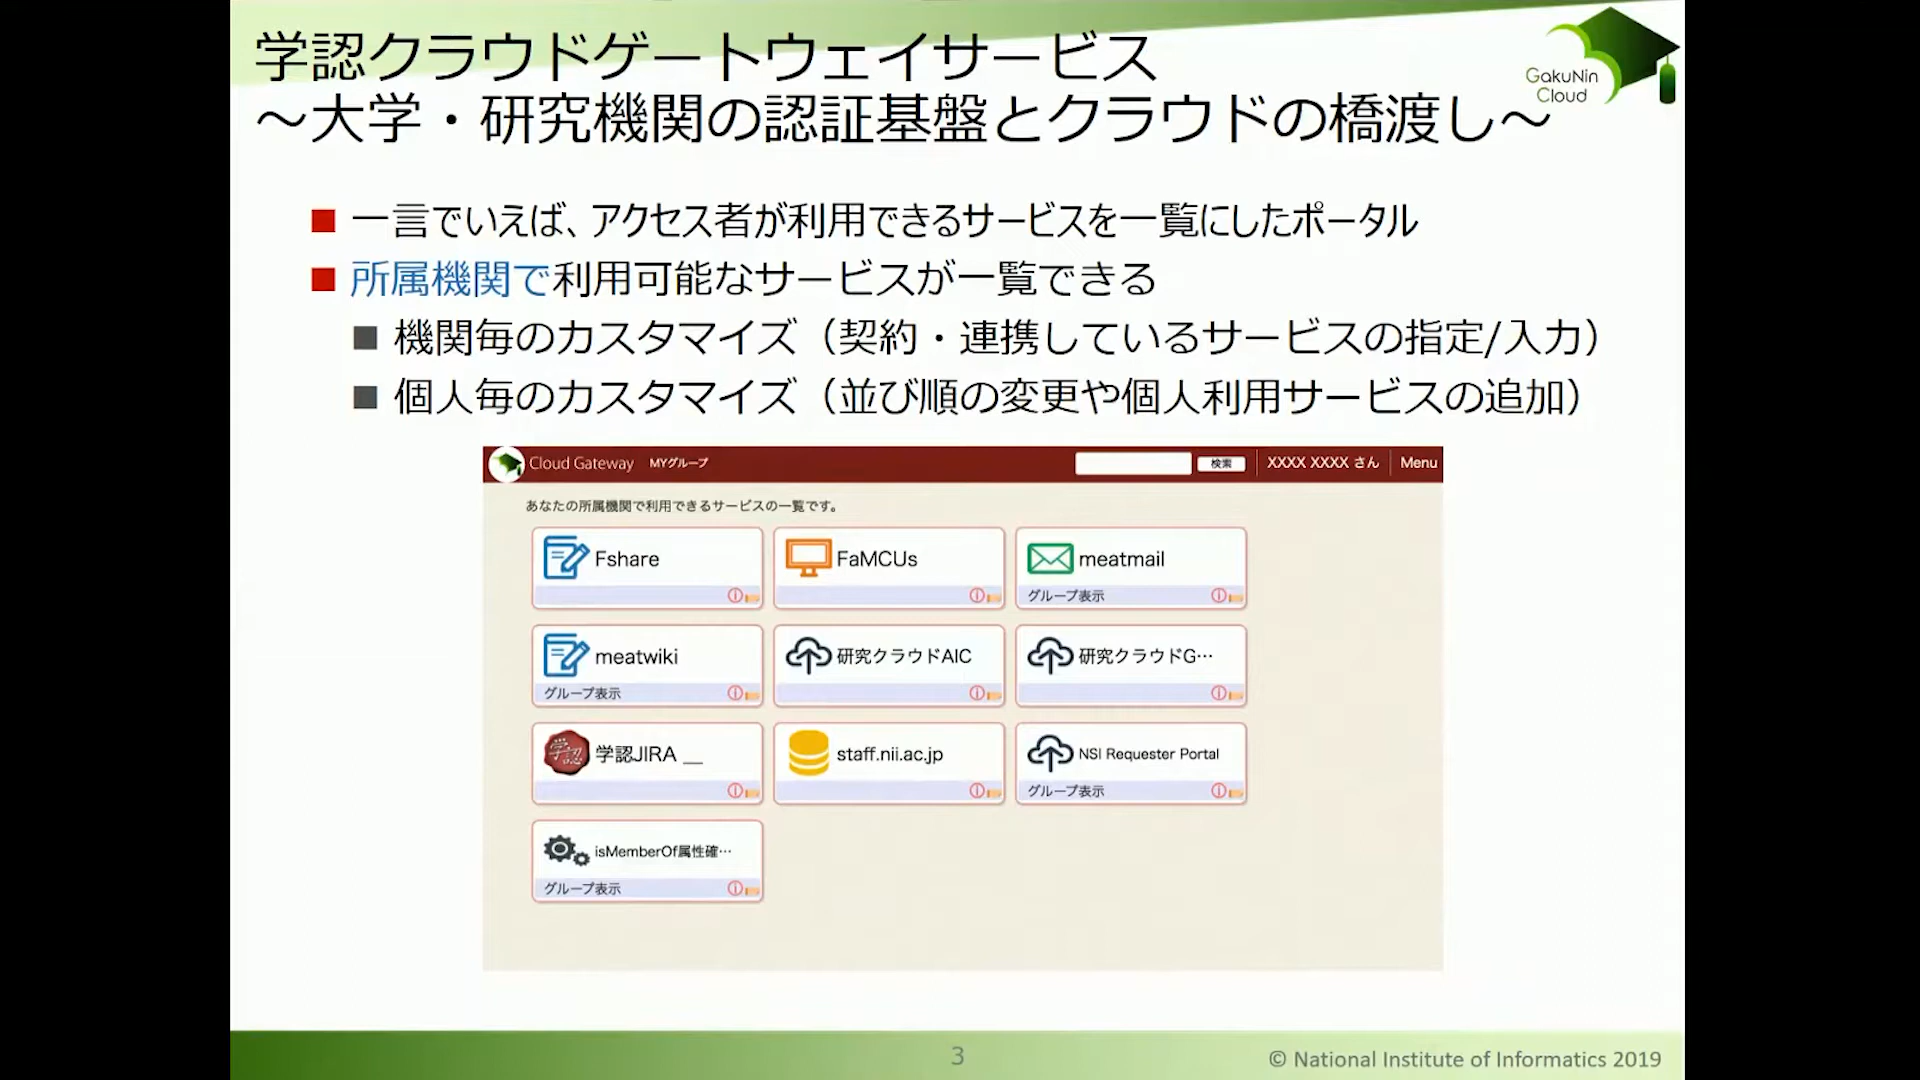 学認クラウドゲートウェイサービス
～大学・研究機関の認証基盤とクラウドの橋渡し～
GakuNin
Cloud
一言でいえば、アクセス者が利用できるサービスを一覧にしたポータル
所属機関で利用可能なサービスが一覧できる
機関毎のカスタマイズ（契約・連携しているサービスの指定/入力）
個人毎のカスタマイズ（並び順の変更や個人利用サービスの追加）
Cloud Gateway MYグループ 検索 XXXX XXXX さん Menu
あなたの所属機関で利用できるサービスの一覧です。
Fshare
FaMCUs
meatmail
グループ表示
meatwiki
グループ表示
研究クラウドAIC
研究クラウドG…
学認
学認JIRA __
staff.nii.ac.jp
NSI Requester Portal
グループ表示
isMemberOf属性確…
グループ表示
3
© National Institute of Informatics 2019